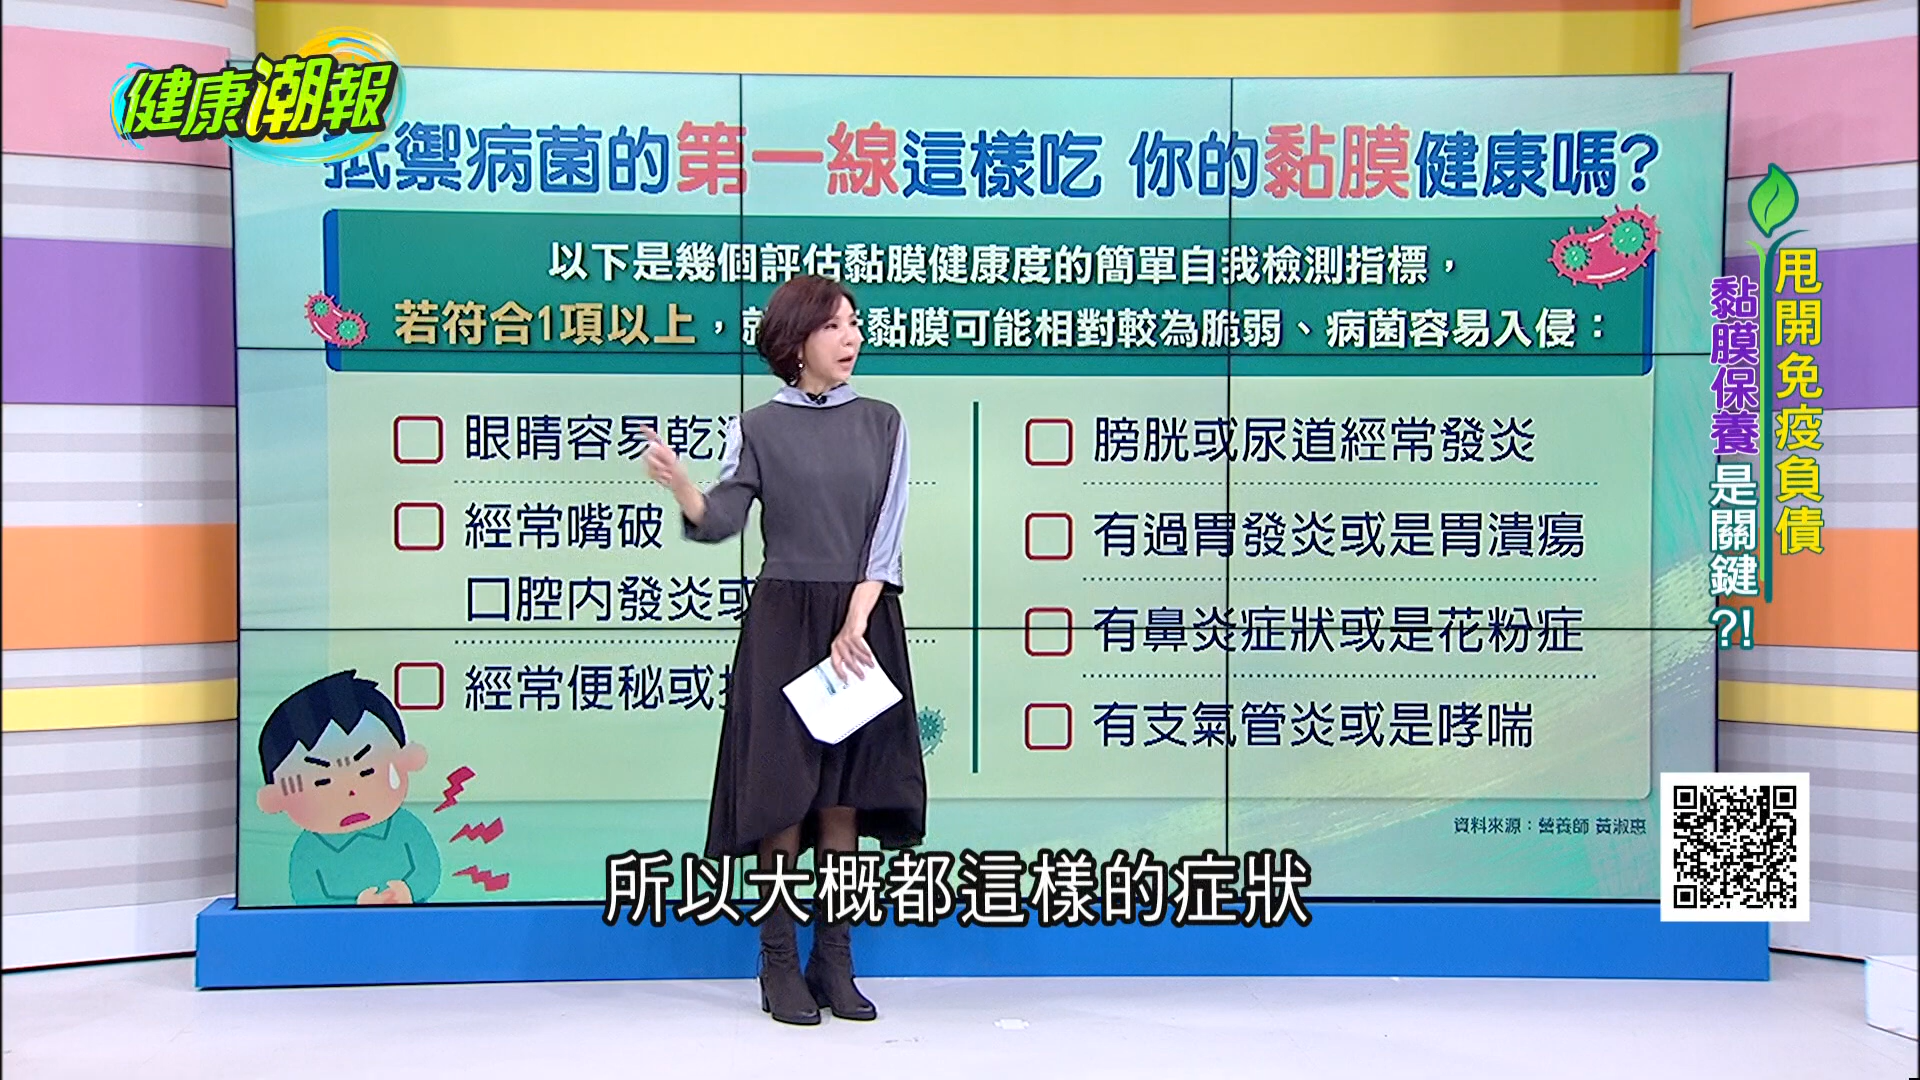 健康潮報
抵禦病菌的第一線這樣吃 你的黏膜健康嗎?
以下是幾個評估黏膜健康度的簡單自我檢測指標，
若符合1項以上，就 黏膜可能相對較為脆弱、病菌容易入侵：
眼睛容易乾
經常嘴破
口腔內發炎或
經常便秘或
膀胱或尿道經常發炎
有過胃發炎或是胃潰瘍
有鼻炎症狀或是花粉症
有支氣管炎或是哮喘
資料來源：營養師 黃淑惠
甩開免疫負債
黏膜保養是關鍵?!
所以大概都這樣的症狀